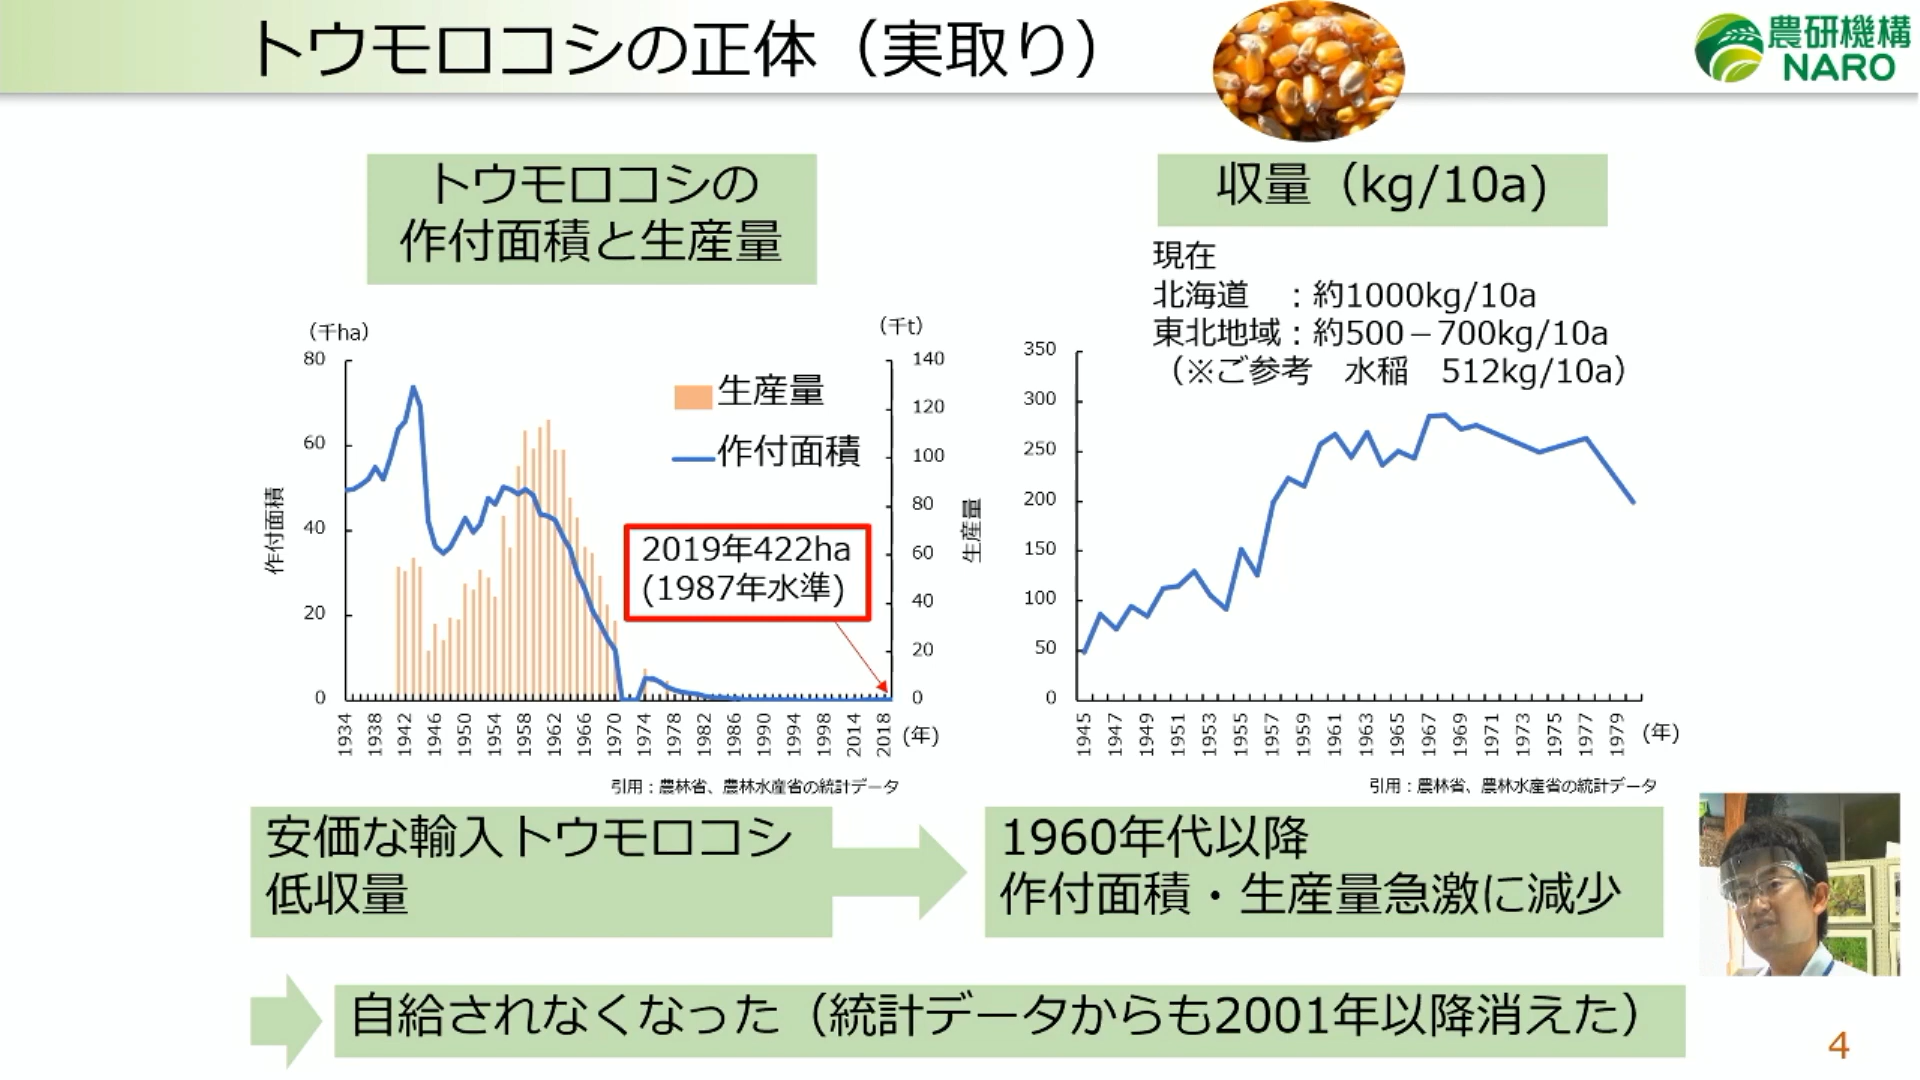 トウモロコシの正体（実取り）
農研機構
NARO
トウモロコシの
作付面積と生産量
（千ha）
（千t）
80
60
40
20
0
作付面積
140
120
100
80
60
40
20
0
生産量
生産量
作付面積
2019年422ha
(1987年水準)
1934
1938
1942
1946
1950
1954
1958
1962
1966
1970
1974
1978
1982
1986
1990
1994
1998
2014
2018
(年)
引用：農林省、農林水産省の統計データ
収量（kg/10a)
現在
北海道　：約1000kg/10a
東北地域：約500－700kg/10a
（※ご参考　水稲　512kg/10a）
350
300
250
200
150
100
50
0
1945
1947
1949
1951
1953
1955
1957
1959
1961
1963
1965
1967
1969
1971
1973
1975
1977
1979
(年)
引用：農林省、農林水産省の統計データ
安価な輸入トウモロコシ
低収量
1960年代以降
作付面積・生産量急激に減少
自給されなくなった（統計データからも2001年以降消えた）
4